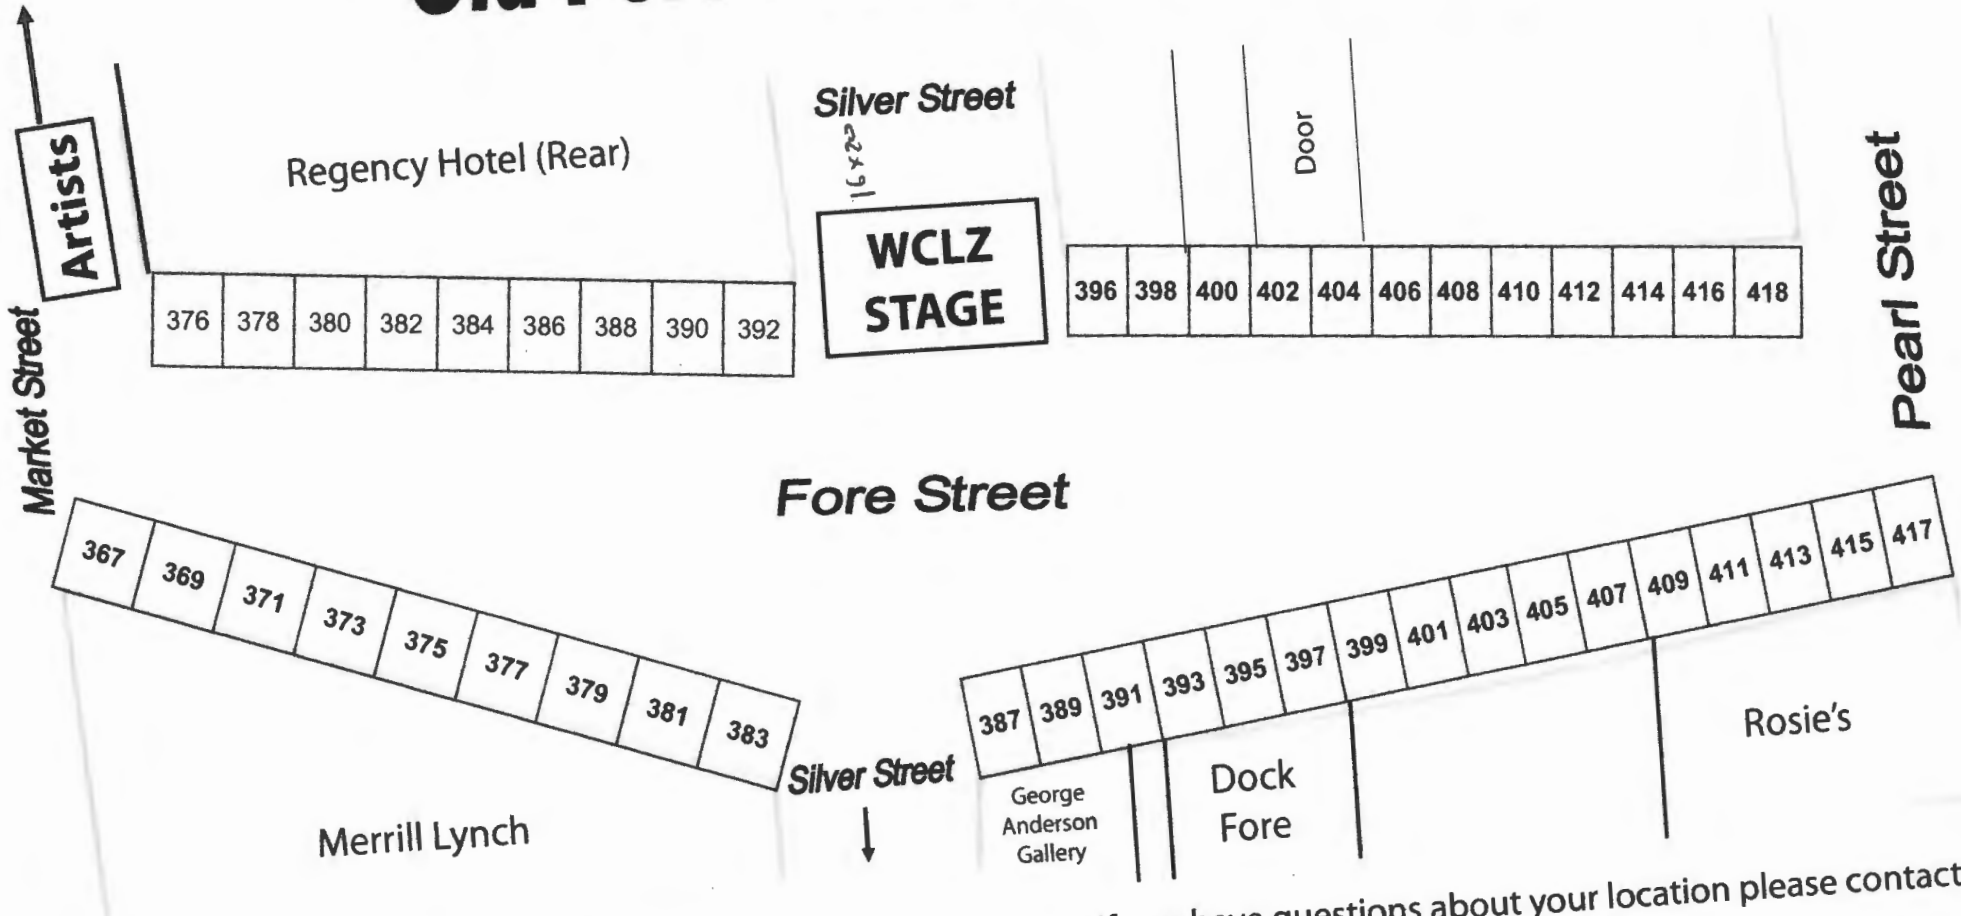 Silver Street
16x20
Regency Hotel (Rear)
Door
Artists
Market Street
Pearl Street
WCLZ
STAGE
376 378 380 382 384 386 388 390 392
396 398 400 402 404 406 408 410 412 414 416 418
Fore Street
367 369 371 373 375 377 379 381 383
387 389 391 393 395 397 399 401 403 405 407 409 411 413 415 417
Silver Street
Merrill Lynch
George
Anderson
Gallery
Dock
Fore
Rosie's
have questions about your location please contact